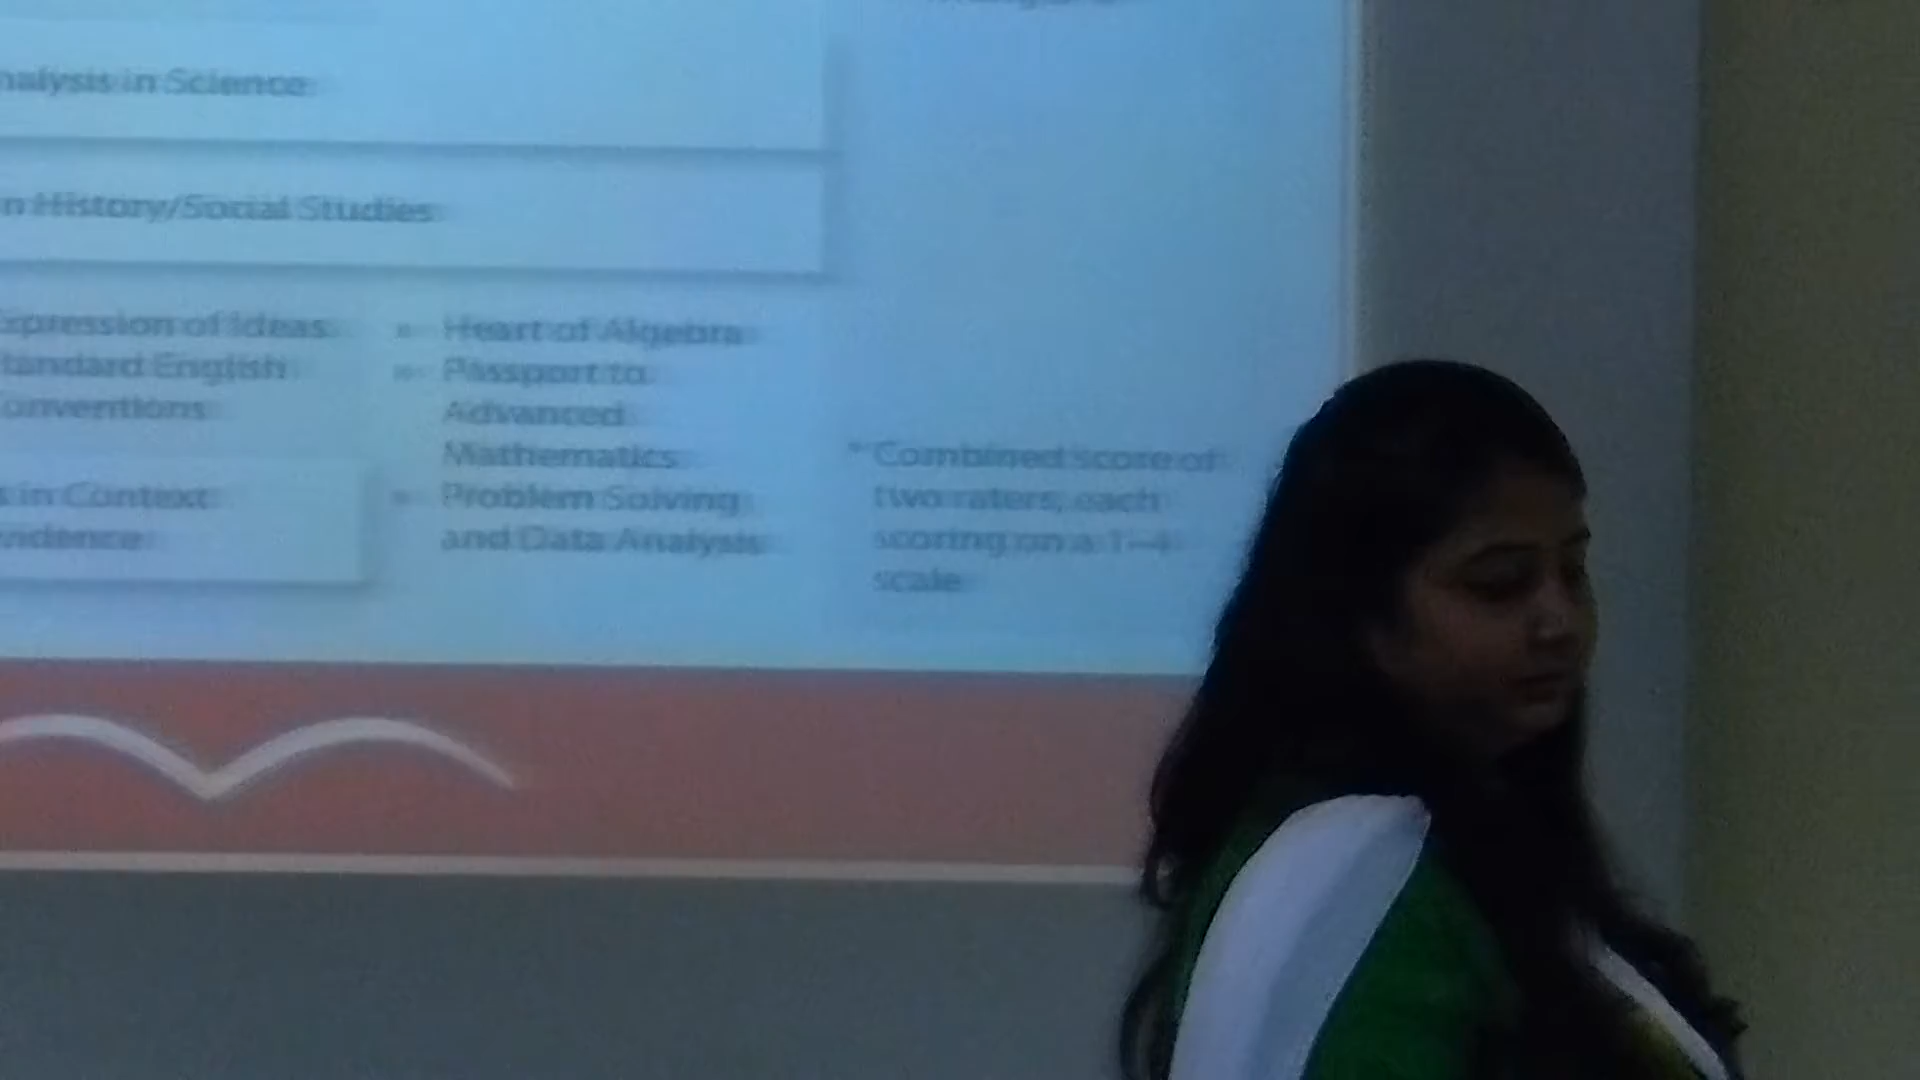 nalysis in Science
n History/Social Studies
xpression of Ideas
tandard English
onventions
s in Context
idence
Heart of Algebra
Passport to
Advanced
Mathematics
Problem Solving
and Data Analysis
* Combined score of
two raters, each
scoring on a 1–4
scale